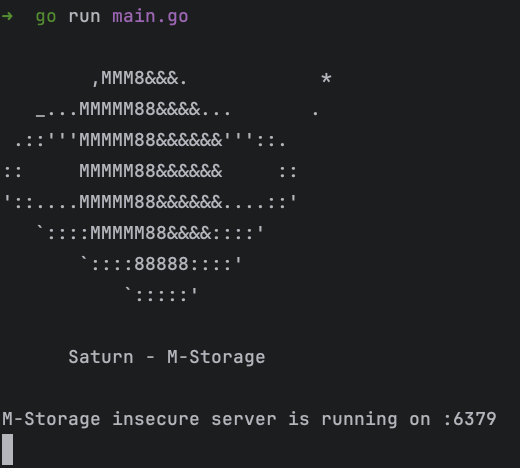 ➜  go run main.go

        ,MMM8&&&.            *
   _...MMMMM88&&&&...       .
 .::'''MMMMM88&&&&&&'''::.
::     MMMMM88&&&&&&     ::
'::....MMMMM88&&&&&&....::'
   `::::MMMMM88&&&&::::'
       `::::88888::::'
           `:::::'

      Saturn - M-Storage

M-Storage insecure server is running on :6379